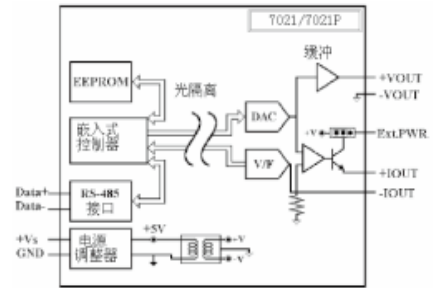 7021/7021P
缓冲
+VOUT
-VOUT
EEPROM
光隔离
DAC
嵌入式
控制器
+V
Ext.PWR
V/F
+IOUT
-IOUT
Data+
Data-
RS-485
接口
+Vs
GND
电源
调整器
+5V
-V
-V